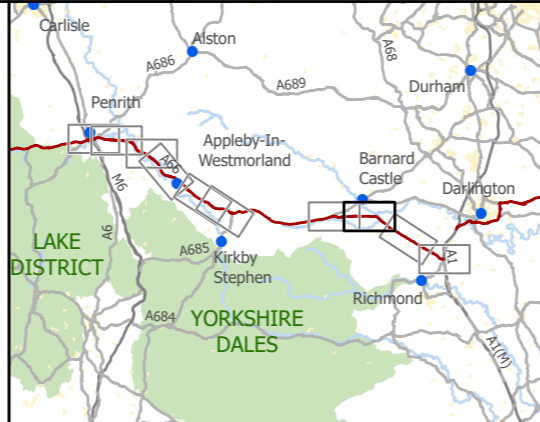 Carlisle
Alston
A686
A68
A689
Durham
Penrith
Appleby-In-
Westmorland
A66
Barnard
Castle
Darlington
M6
A6
LAKE
DISTRICT
A685
Kirkby
Stephen
A1
Richmond
A684
YORKSHIRE
DALES
A1(M)